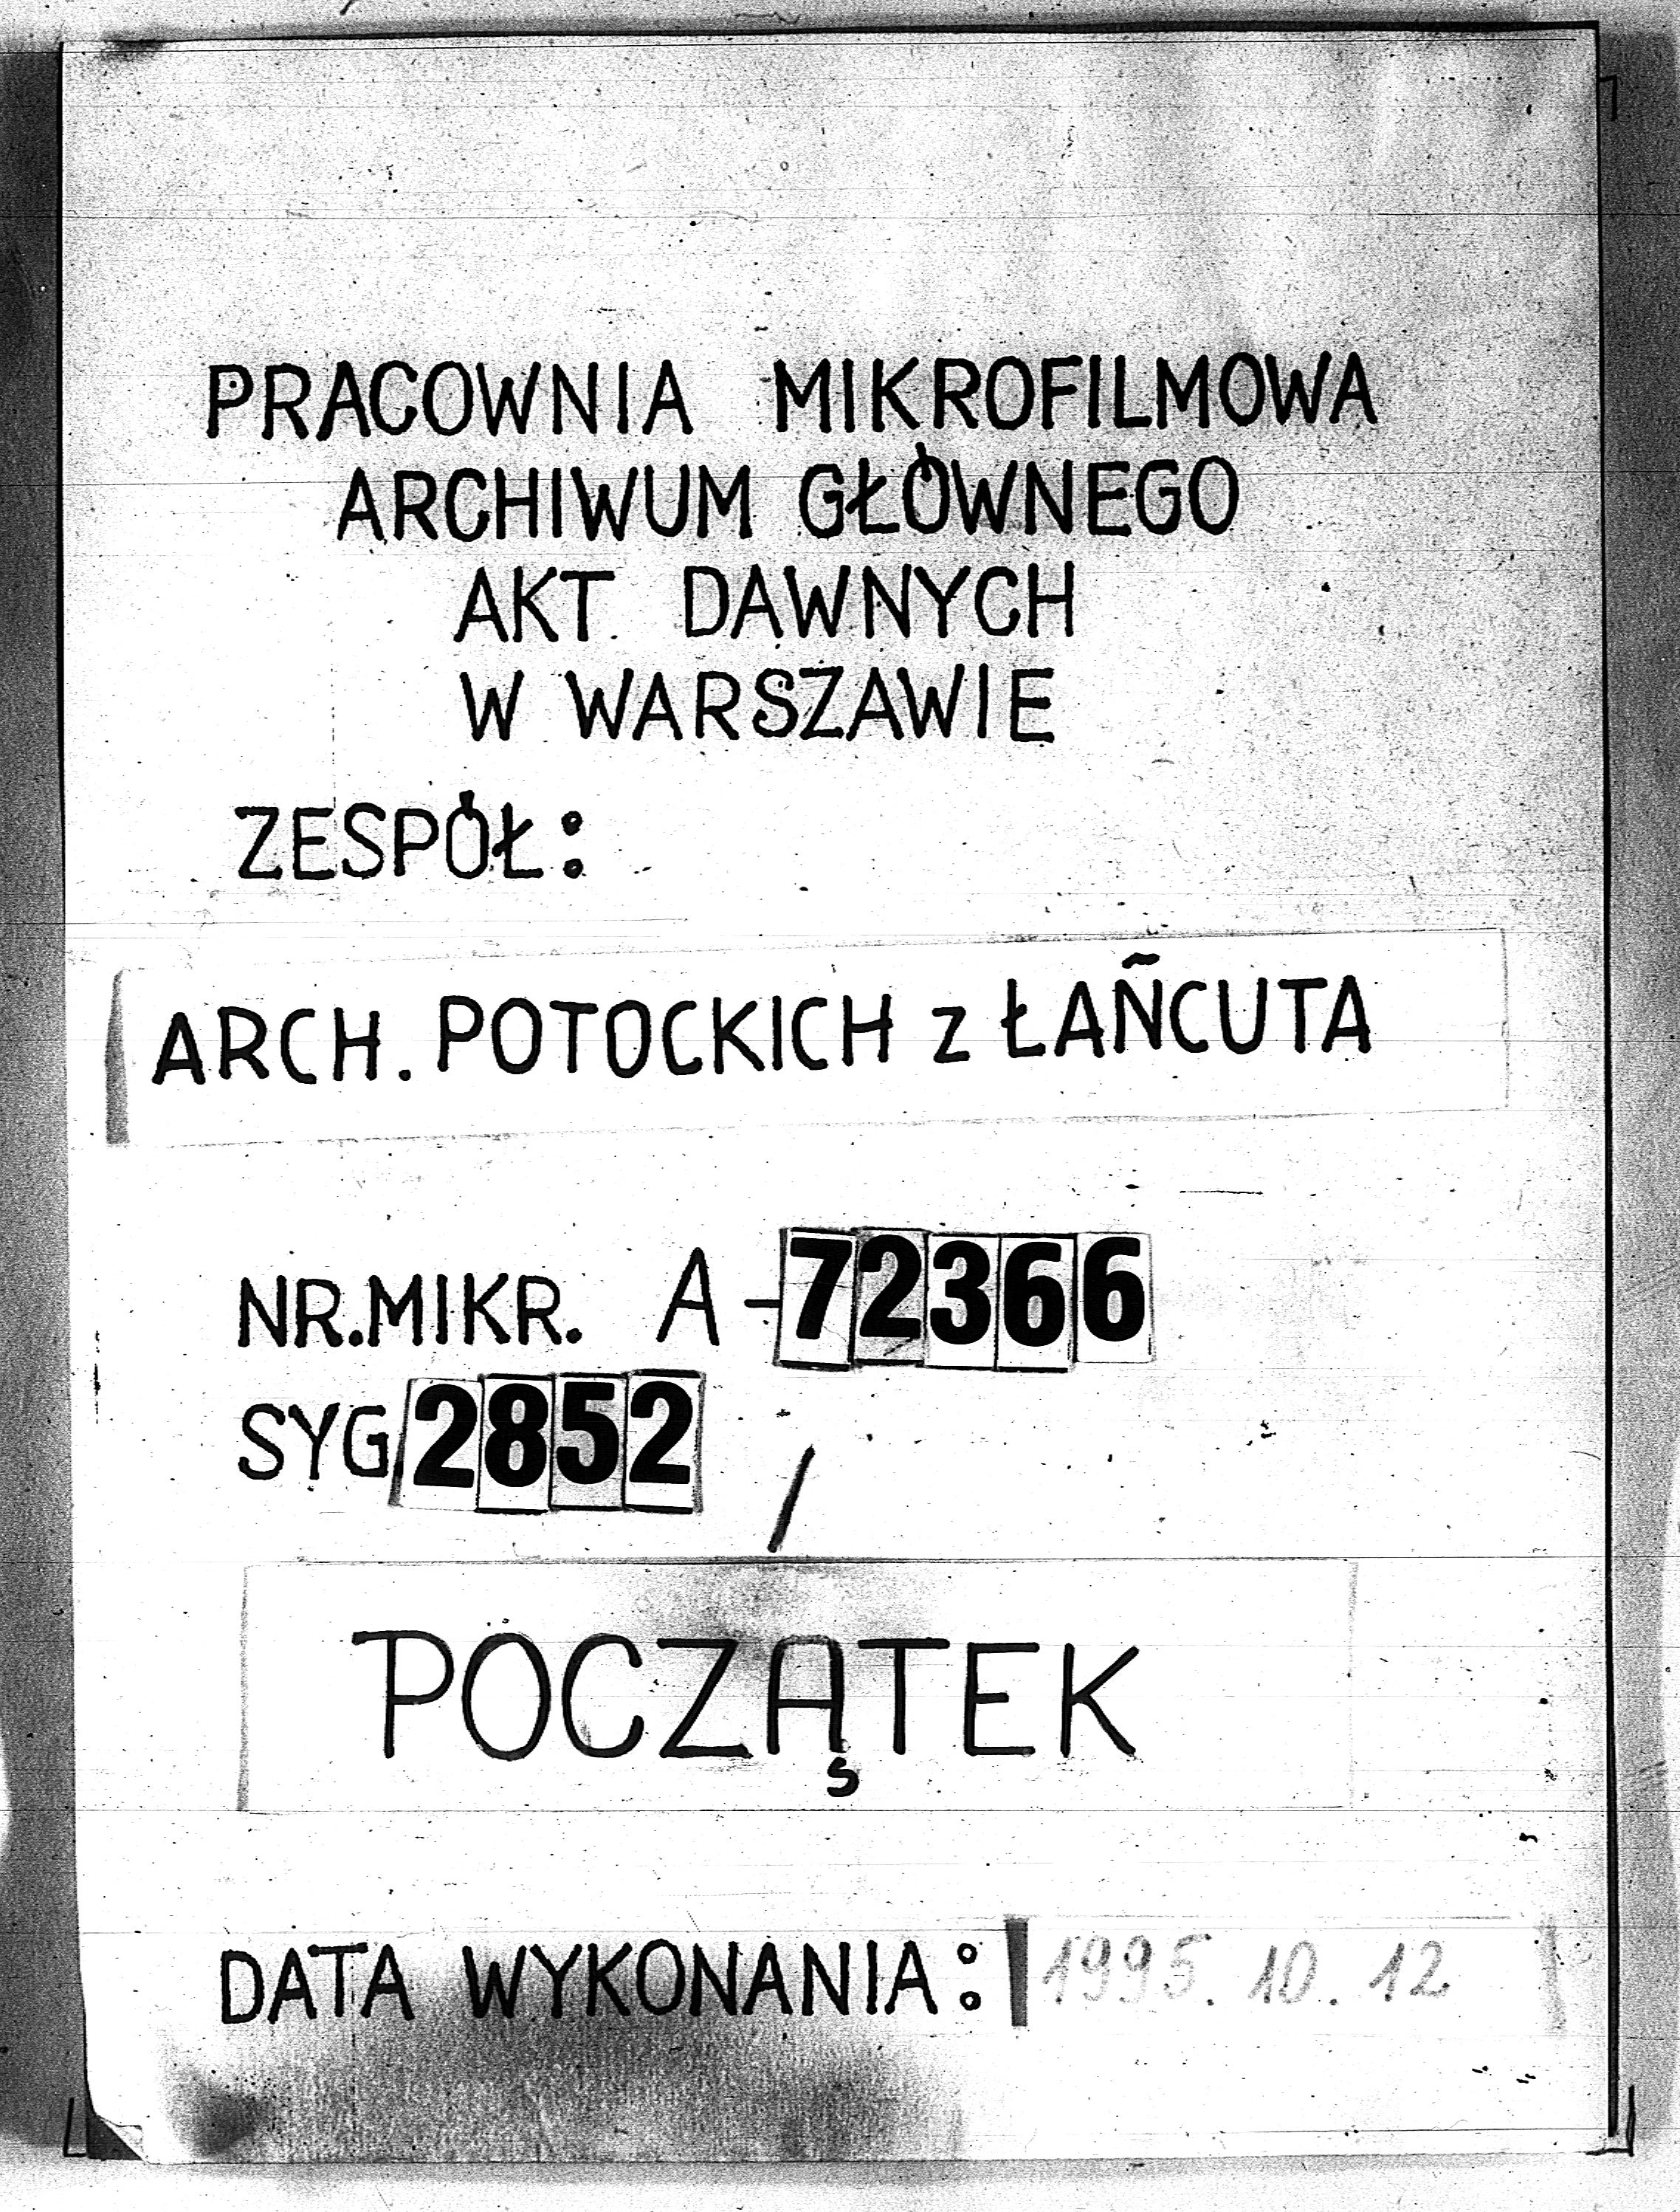 PRACOWNIA MIKROFILMOWA
ARCHIWUM GŁÓWNEGO
AKT DAWNYCH
W WARSZAWIE
ZESPÓŁ:
ARCH. POTOCKICH z ŁAŃCUTA
NR.MIKR. A-72366
SYG.2852 /
POCZĄTEK
DATA WYKONANIA: 1995.10.12